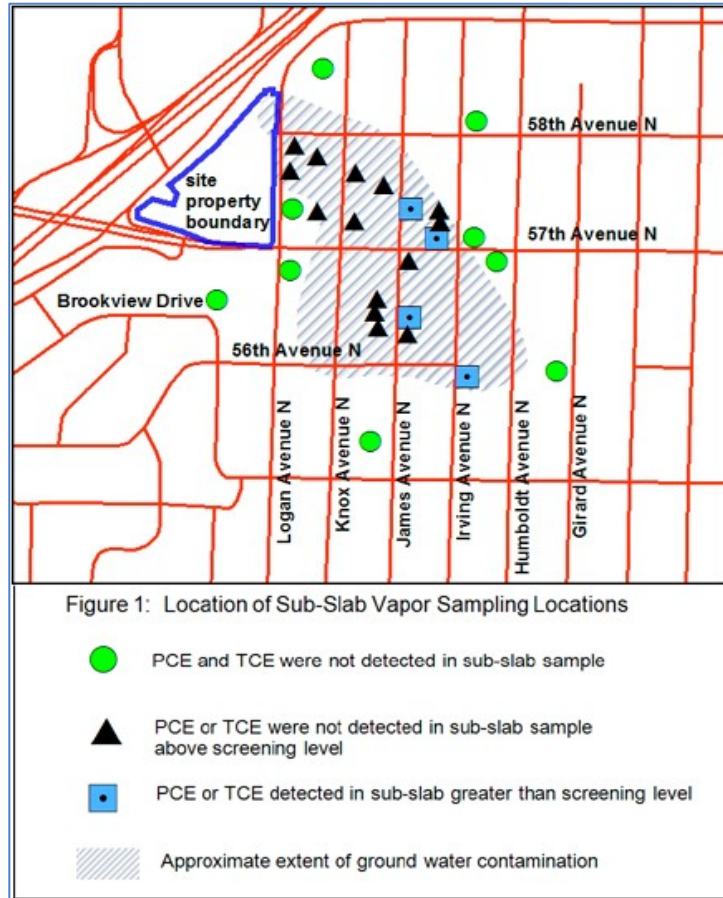 58th Avenue N
site
property
boundary
57th Avenue N
Brookview Drive
56th Avenue N
Logan Avenue N
Knox Avenue N
James Avenue N
Irving Avenue N
Humboldt Avenue N
Girard Avenue N
Figure 1: Location of Sub-Slab Vapor Sampling Locations
PCE and TCE were not detected in sub-slab sample
PCE or TCE were not detected in sub-slab sample
above screening level
PCE or TCE detected in sub-slab greater than screening level
Approximate extent of ground water contamination